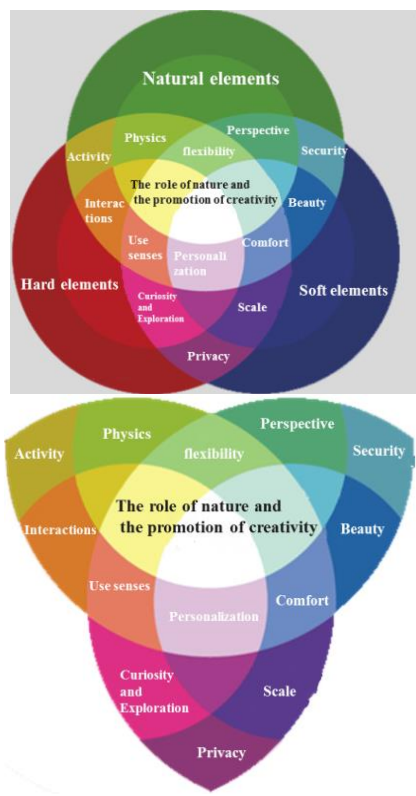 Natural elements
Physics
Perspective
Activity
flexibility
Security
The role of nature and
the promotion of creativity
Interac
tions
Beauty
Use
senses
Personali
zation
Comfort
Hard elements
Soft elements
Curiosity
and
Exploration
Scale
Privacy
Physics
Perspective
Activity
flexibility
Security
The role of nature and
the promotion of creativity
Interactions
Beauty
Use senses
Comfort
Personalization
Curiosity
and
Exploration
Scale
Privacy